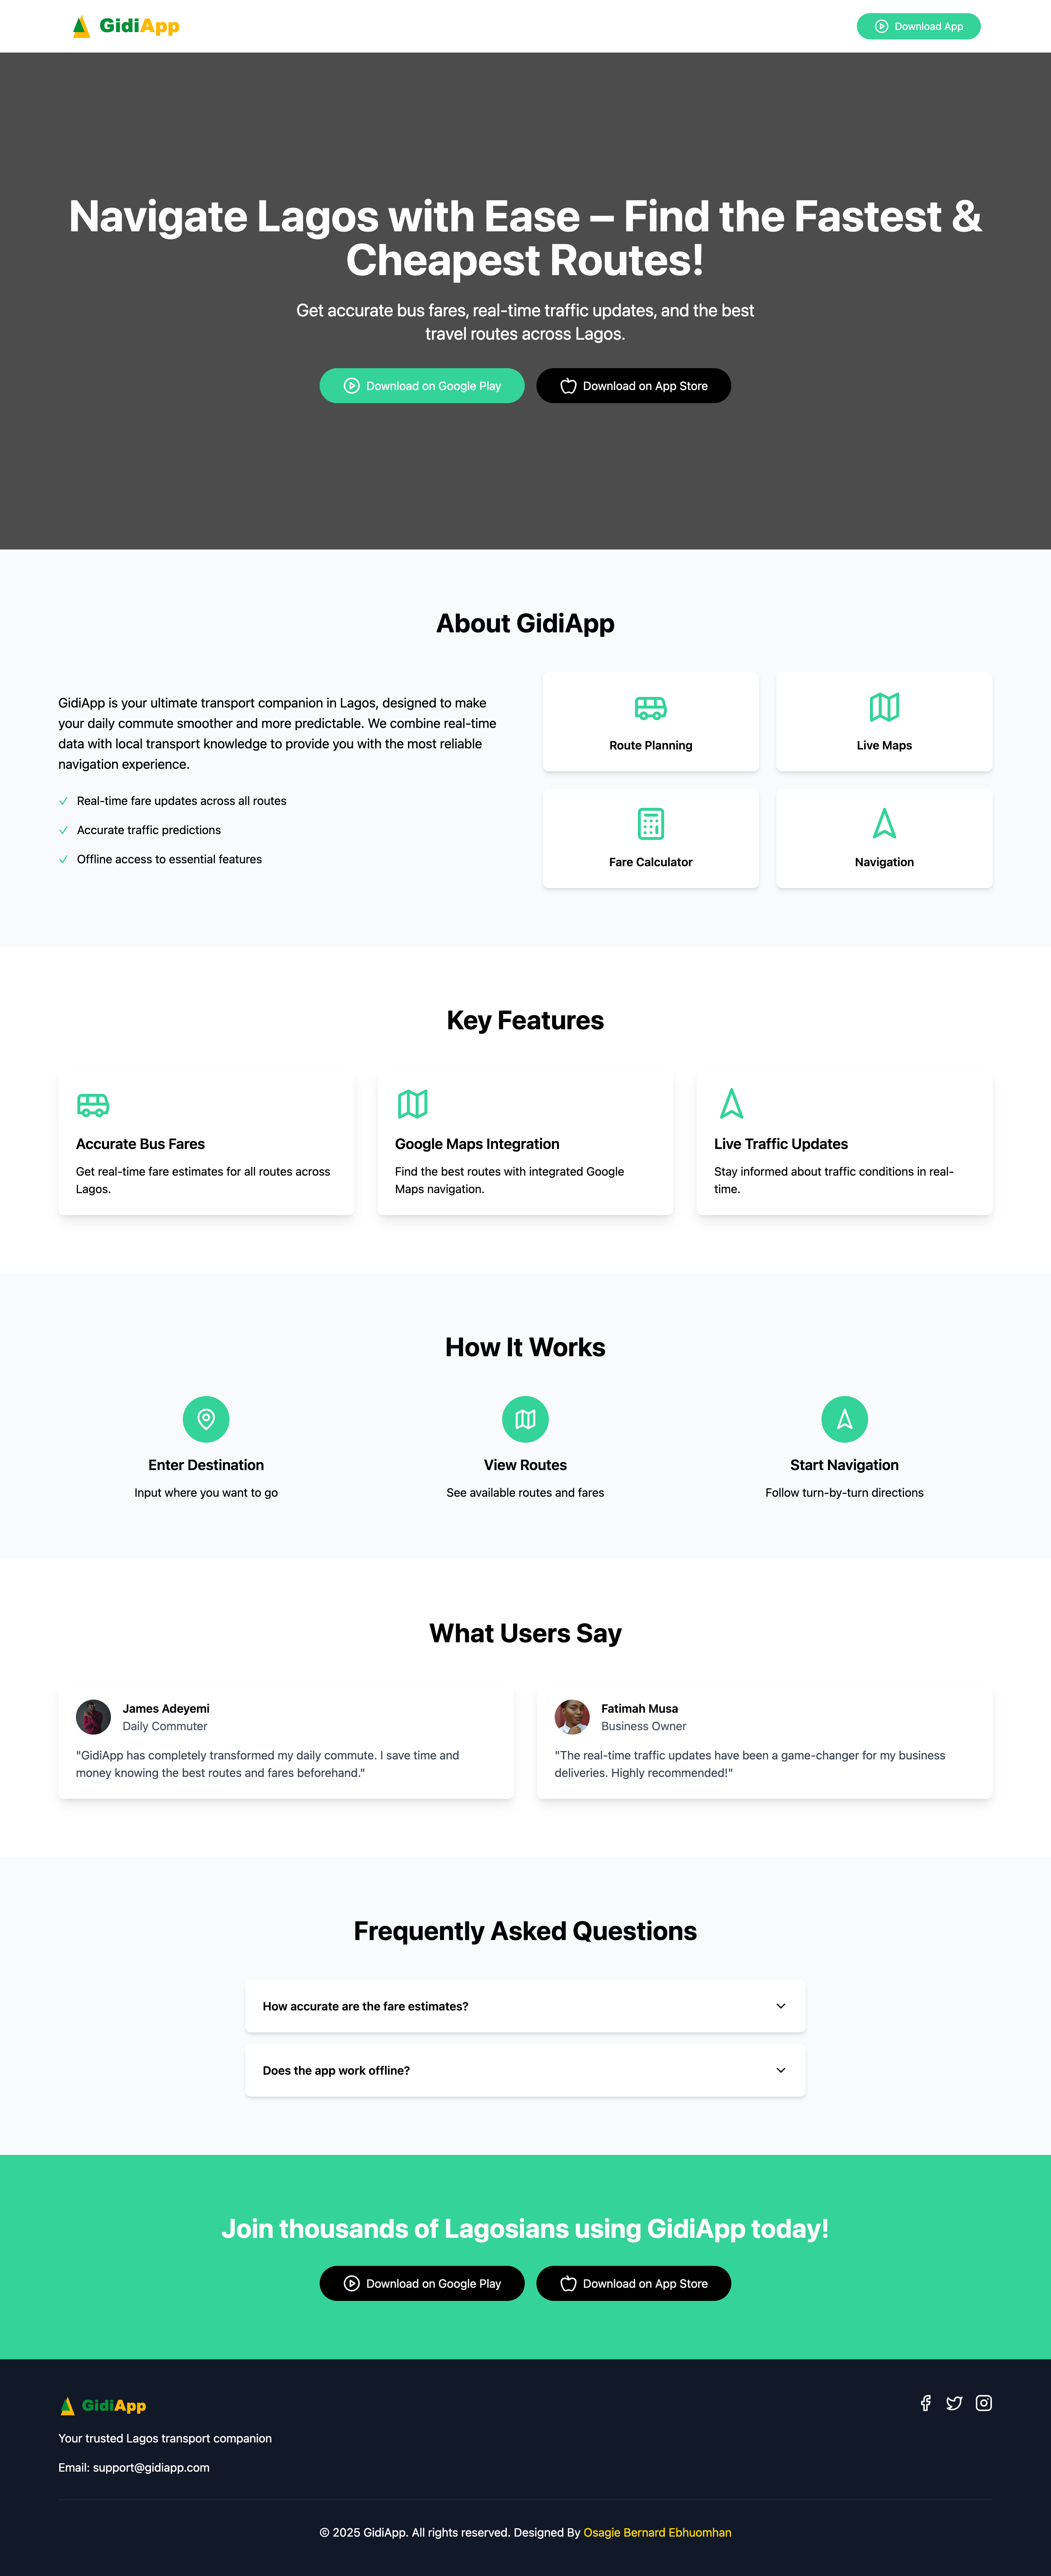 GidiApp
Download App
Navigate Lagos with Ease – Find the Fastest &
Cheapest Routes!
Get accurate bus fares, real-time traffic updates, and the best
travel routes across Lagos.
Download on Google Play
Download on App Store
About GidiApp
GidiApp is your ultimate transport companion in Lagos, designed to make
your daily commute smoother and more predictable. We combine real-time
data with local transport knowledge to provide you with the most reliable
navigation experience.
Real-time fare updates across all routes
Accurate traffic predictions
Offline access to essential features
Route Planning
Live Maps
Fare Calculator
Navigation
Key Features
Accurate Bus Fares
Get real-time fare estimates for all routes across
Lagos.
Google Maps Integration
Find the best routes with integrated Google
Maps navigation.
Live Traffic Updates
Stay informed about traffic conditions in real-
time.
How It Works
Enter Destination
Input where you want to go
View Routes
See available routes and fares
Start Navigation
Follow turn-by-turn directions
What Users Say
James Adeyemi
Daily Commuter
"GidiApp has completely transformed my daily commute. I save time and
money knowing the best routes and fares beforehand."
Fatimah Musa
Business Owner
"The real-time traffic updates have been a game-changer for my business
deliveries. Highly recommended!"
Frequently Asked Questions
How accurate are the fare estimates?
Does the app work offline?
Join thousands of Lagosians using GidiApp today!
Download on Google Play
Download on App Store
GidiApp
Your trusted Lagos transport companion
Email: support@gidiapp.com
© 2025 GidiApp. All rights reserved. Designed By Osagie Bernard Ebhuomhan